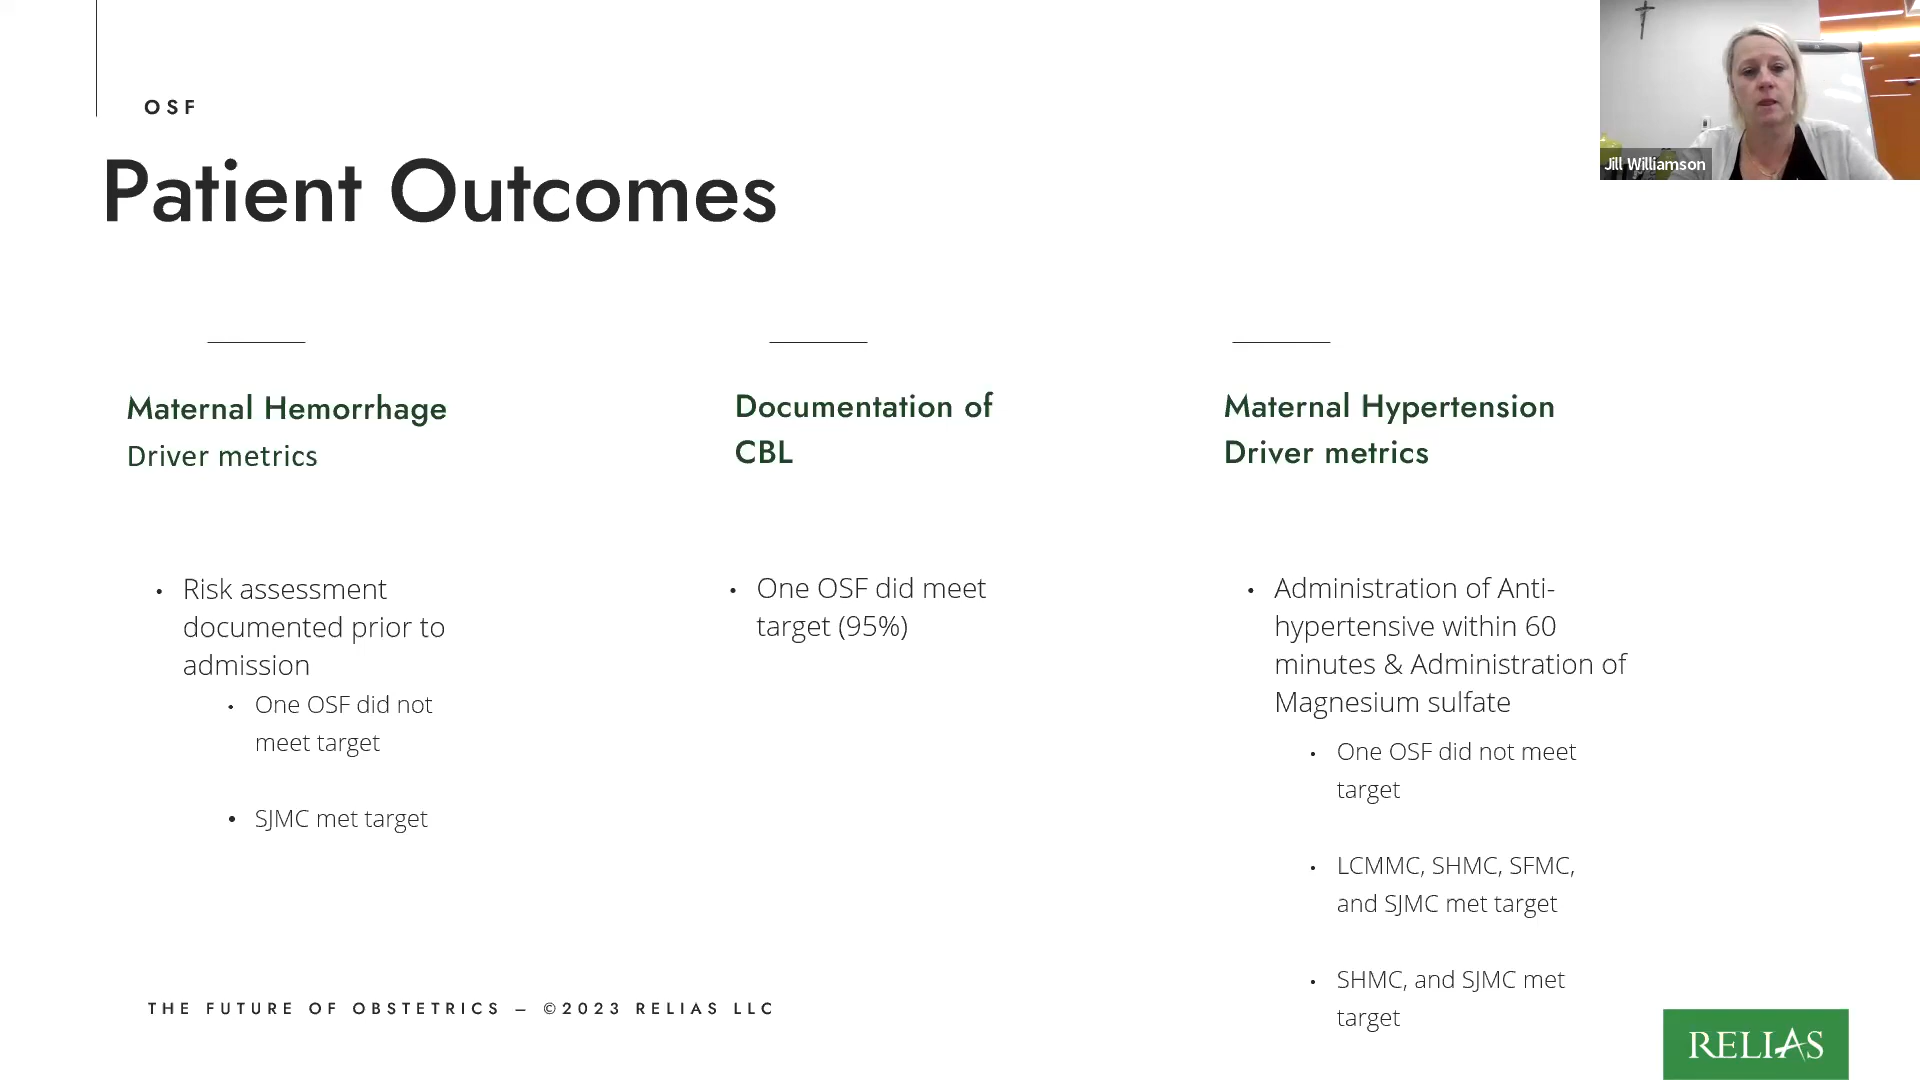 OSF
Patient Outcomes
Jill Williamson
Maternal Hemorrhage
Driver metrics
• Risk assessment
documented prior to
admission
• One OSF did not
meet target
• SJMC met target
Documentation of
CBL
• One OSF did meet
target (95%)
Maternal Hypertension
Driver metrics
• Administration of Anti-
hypertensive within 60
minutes & Administration of
Magnesium sulfate
• One OSF did not meet
target
• LCMMC, SHMC, SFMC,
and SJMC met target
• SHMC, and SJMC met
target
THE FUTURE OF OBSTETRICS – ©2023 RELIAS LLC
RELIAS